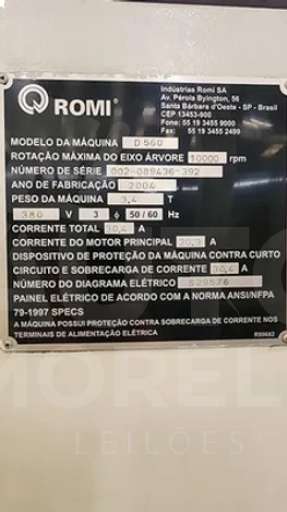 ROMI®
Indústrias Romi SA
Av. Pérola Byington, 56
Santa Bárbara d'Oeste - SP - Brasil
CEP 13453-900
Fone: 55 19 3455 9000
Fax: 55 19 3455 2499
MODELO DA MÁQUINA D 560
ROTAÇÃO MÁXIMA DO EIXO ÁRVORE 10000 rpm
NÚMERO DE SÉRIE 002-089436-392
ANO DE FABRICAÇÃO 2004
PESO DA MÁQUINA 3,4 T
380 V 3 ϕ 50/60 Hz
CORRENTE TOTAL 30,4 A
CORRENTE DO MOTOR PRINCIPAL 20,3 A
DISPOSITIVO DE PROTEÇÃO DA MÁQUINA CONTRA CURTO
CIRCUITO E SOBRECARGA DE CORRENTE 30,4 A
NÚMERO DO DIAGRAMA ELÉTRICO S29576
PAINEL ELÉTRICO DE ACORDO COM A NORMA ANSI/NFPA
79-1997 SPECS
A MÁQUINA POSSUI PROTEÇÃO CONTRA SOBRECARGA DE CORRENTE NOS
TERMINAIS DE ALIMENTAÇÃO ELÉTRICA
LEILÕES